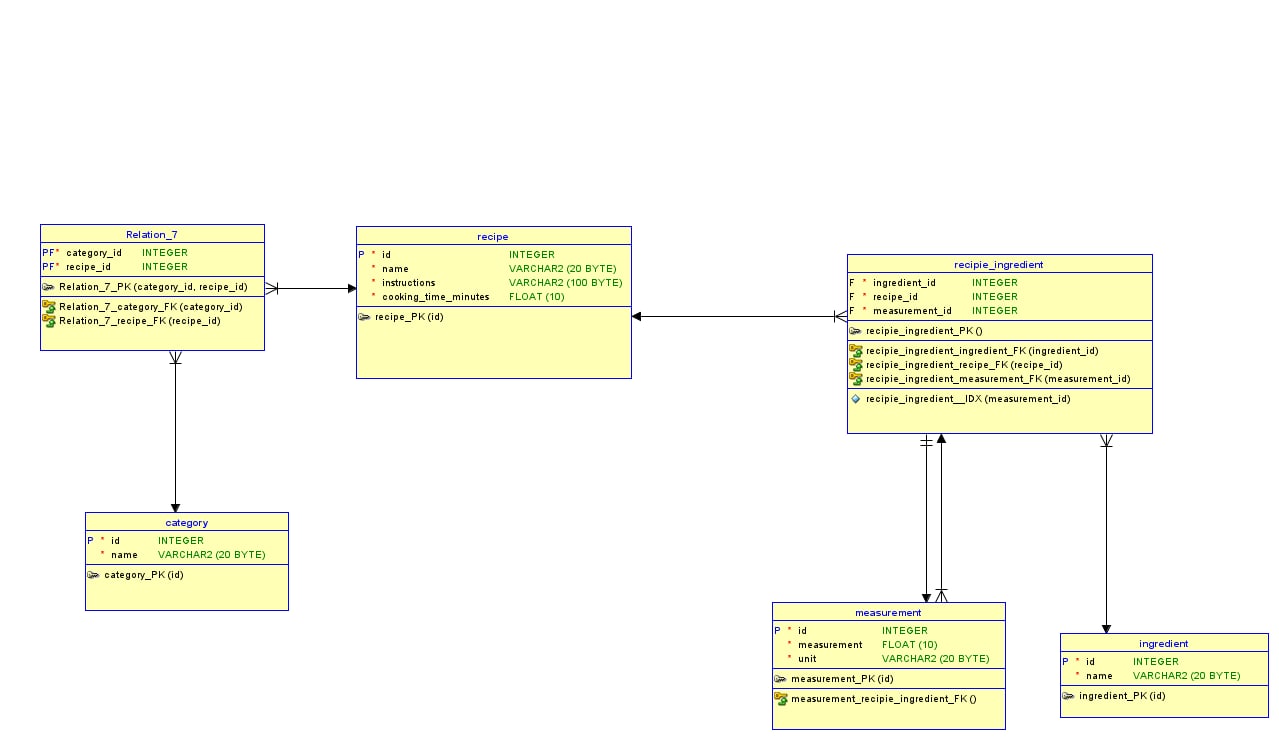 Relation_7
PF* category_id INTEGER
PF* recipe_id INTEGER
Relation_7_PK (category_id, recipe_id)
Relation_7_category_FK (category_id)
Relation_7_recipe_FK (recipe_id)
recipe
P * id INTEGER
* name VARCHAR2 (20 BYTE)
* instructions VARCHAR2 (100 BYTE)
* cooking_time_minutes FLOAT (10)
recipe_PK (id)
recipie_ingredient
F * ingredient_id INTEGER
F * recipe_id INTEGER
F * measurement_id INTEGER
recipie_ingredient_PK ()
recipie_ingredient_ingredient_FK (ingredient_id)
recipie_ingredient_recipe_FK (recipe_id)
recipie_ingredient_measurement_FK (measurement_id)
recipie_ingredient__IDX (measurement_id)
category
P * id INTEGER
* name VARCHAR2 (20 BYTE)
category_PK (id)
measurement
P * id INTEGER
* measurement FLOAT (10)
* unit VARCHAR2 (20 BYTE)
measurement_PK (id)
measurement_recipie_ingredient_FK ()
ingredient
P * id INTEGER
* name VARCHAR2 (20 BYTE)
ingredient_PK (id)